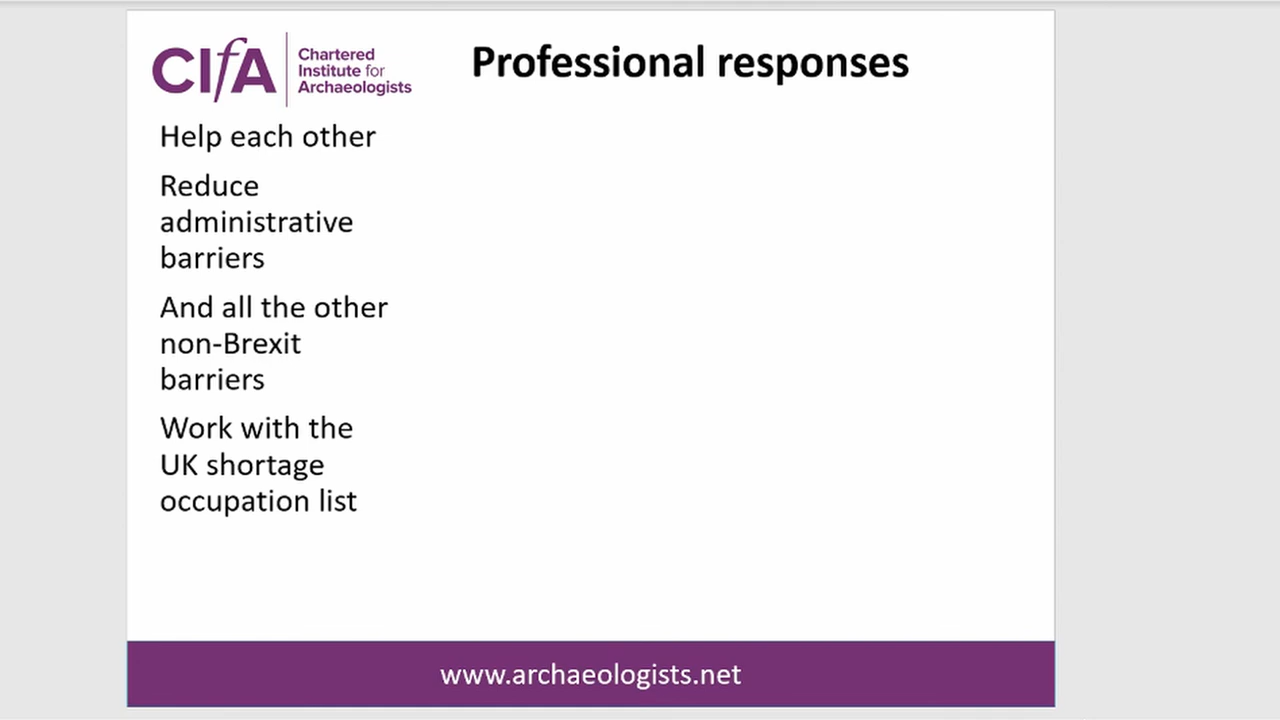 CIfA
Chartered
Institute for
Archaeologists
Professional responses
Help each other
Reduce
administrative
barriers
And all the other
non-Brexit
barriers
Work with the
UK shortage
occupation list
www.archaeologists.net